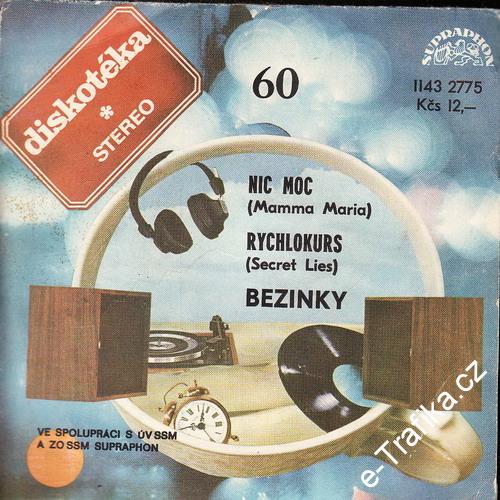 diskotéka
*
STEREO
60
SUPRAPHON
1143 2775
Kčs 12,—
NIC MOC
(Mamma Maria)
RYCHLOKURS
(Secret Lies)
BEZINKY
VE SPOLUPRÁCI S ÚV SSM
A ZO SSM SUPRAPHON
e-Trafika.cz